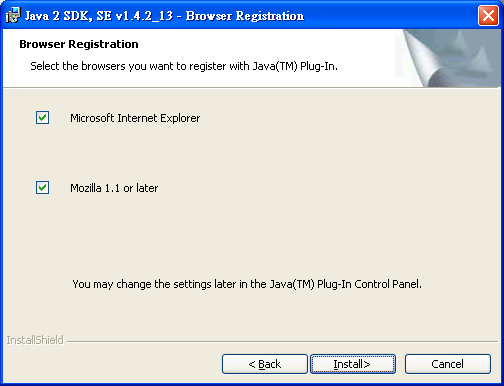 Java 2 SDK, SE v1.4.2_13 - Browser Registration
Browser Registration
Select the browsers you want to register with Java(TM) Plug-In.
Microsoft Internet Explorer
Mozilla 1.1 or later
You may change the settings later in the Java(TM) Plug-In Control Panel.
InstallShield
< Back Install> Cancel